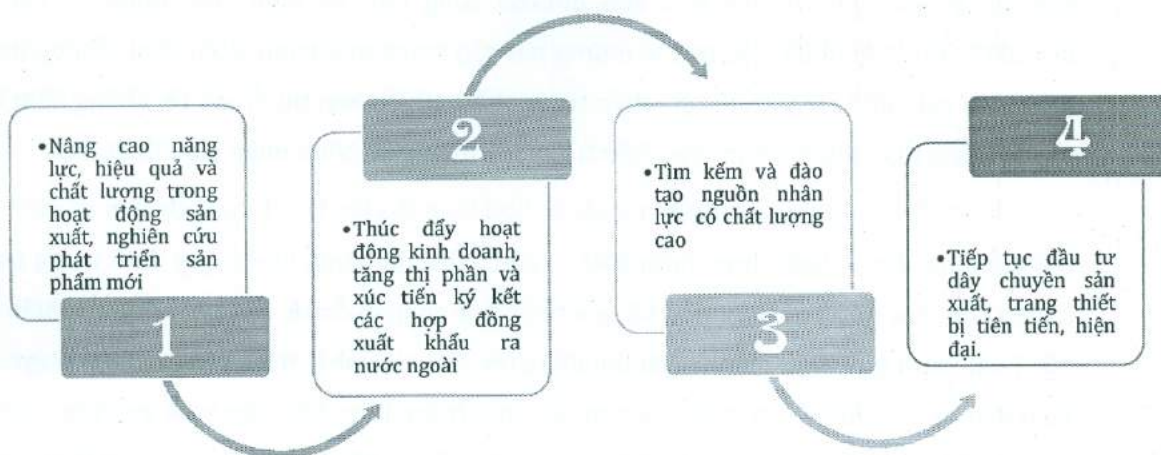 •Nâng cao năng
lực, hiệu quả và
chất lượng trong
hoạt động sản
xuất, nghiên cứu
phát triển sản
phẩm mới
1
2
•Thúc đẩy hoạt
động kinh doanh,
tăng thị phần và
xúc tiến ký kết
các hợp đồng
xuất khẩu ra
nước ngoài
•Tìm kếm và đào
tạo nguồn nhân
lực có chất lượng
cao
3
4
•Tiếp tục đầu tư
dây chuyền sản
xuất, trang thiết
bị tiên tiến, hiện
đại.